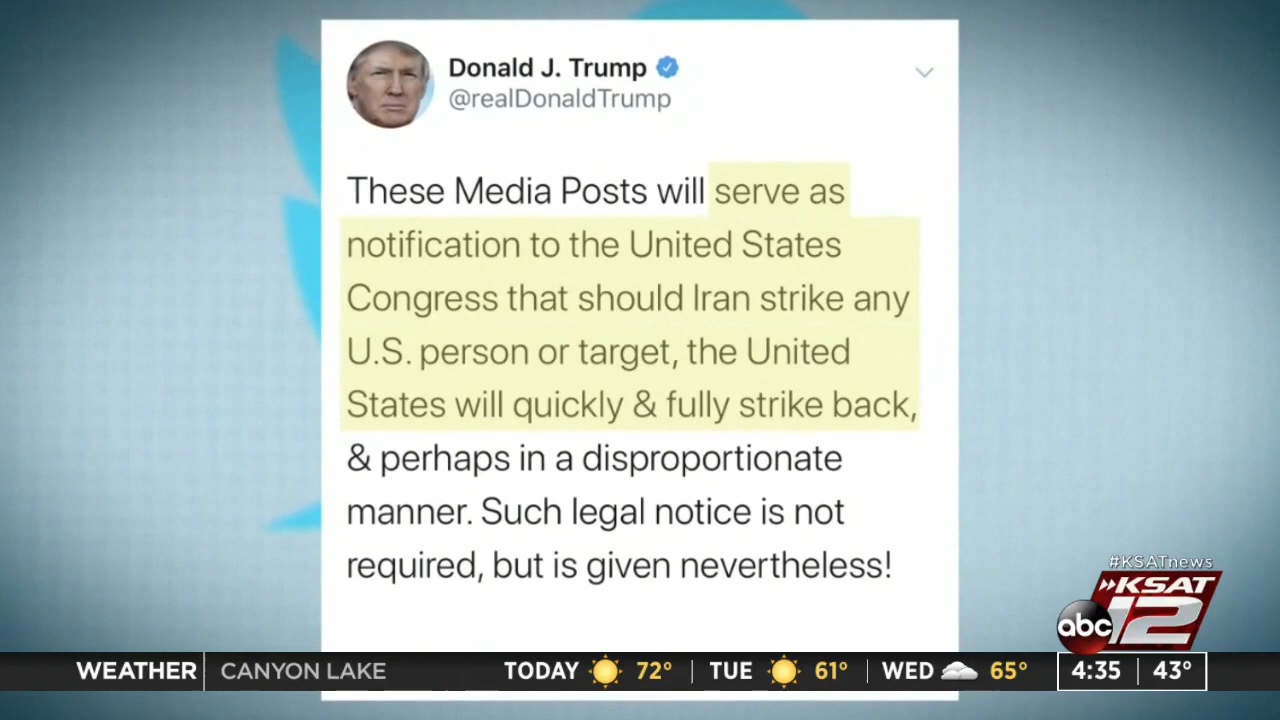 Donald J. Trump
@realDonaldTrump
These Media Posts will serve as
notification to the United States
Congress that should Iran strike any
U.S. person or target, the United
States will quickly & fully strike back,
& perhaps in a disproportionate
manner. Such legal notice is not
required, but is given nevertheless!
#KSATnews
KSAT
abc 12
WEATHER CANYON LAKE TODAY 72° TUE 61° WED 65° 4:35 43°